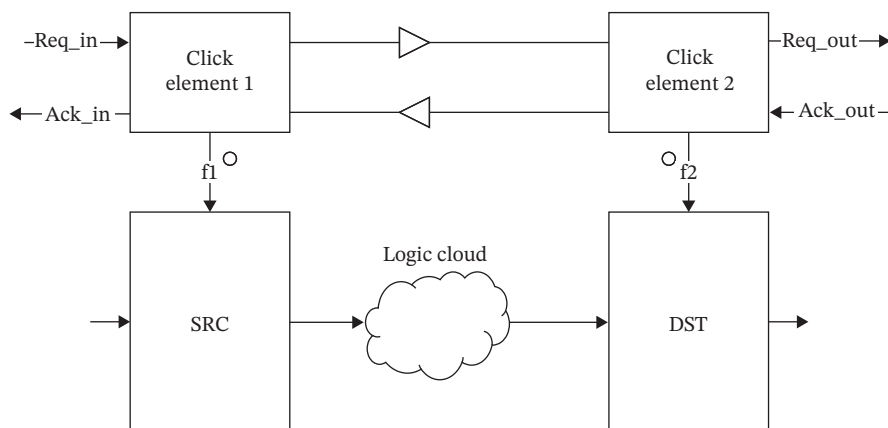 Req_in
Click
element 1
Click
element 2
Req_out
Ack_in
Ack_out
f1
f2
Logic cloud
SRC
DST